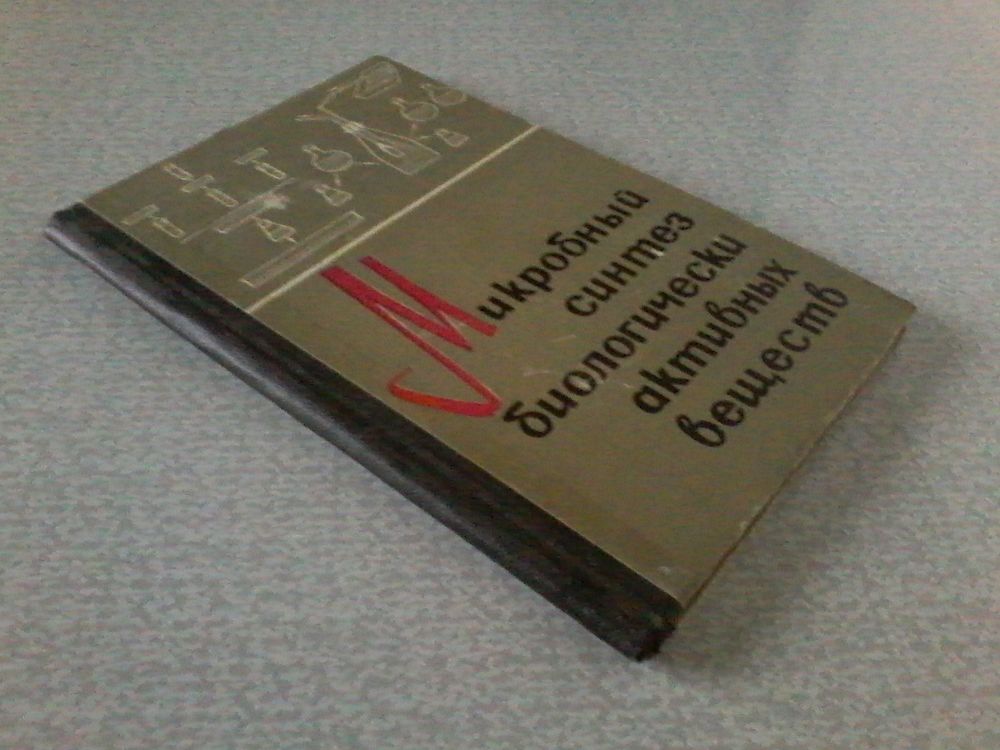 Микробный
синтез
биологически
активных
веществ